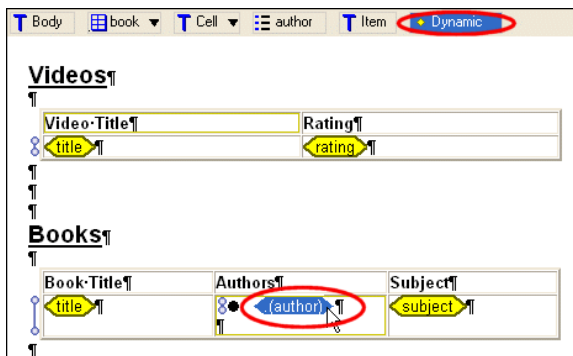 Body book Cell author Item Dynamic
Videos¶
¶
Video·Title¶ Rating¶
title ¶ rating ¶
¶
¶
¶
Books¶
¶
Book·Title¶ Authors¶ Subject¶
title ¶ (author) ¶ subject ¶
¶
¶